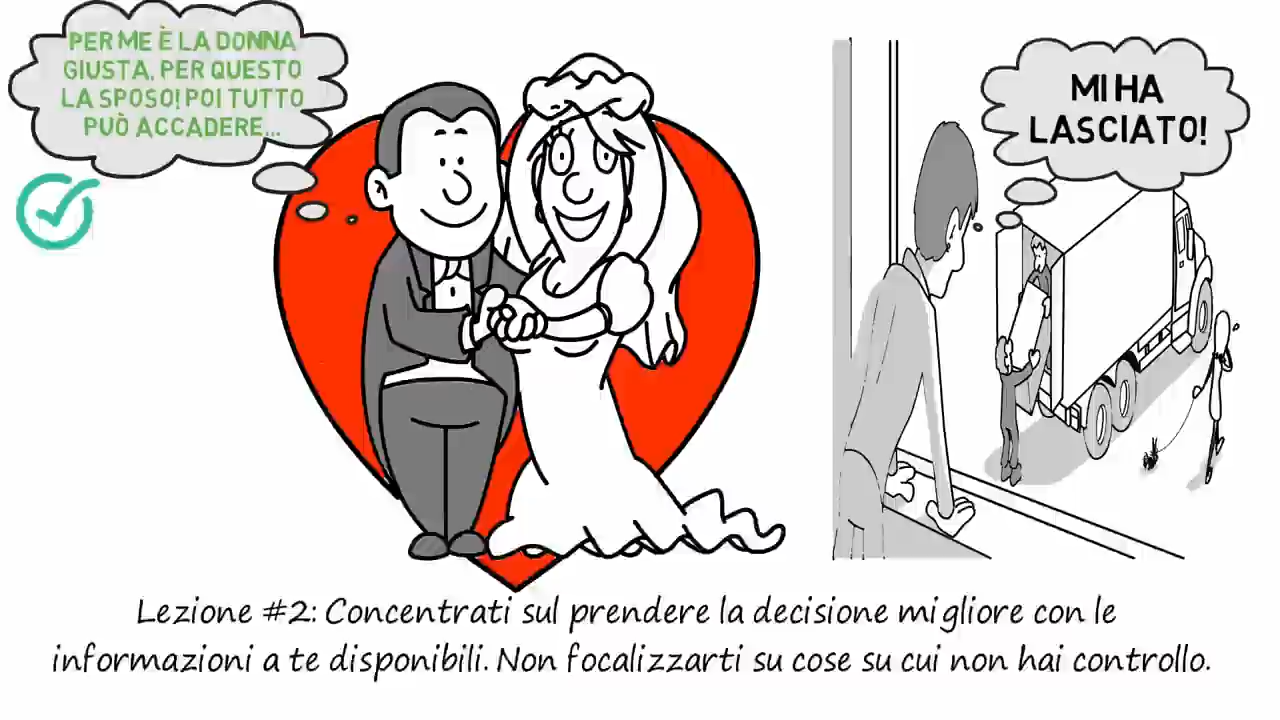 PER ME È LA DONNA
GIUSTA, PER QUESTO
LA SPOSO! POI TUTTO
PUÒ ACCADERE...
MI HA
LASCIATO!
Lezione #2: Concentrati sul prendere la decisione migliore con le
informazioni a te disponibili. Non focalizzarti su cose su cui non hai controllo.